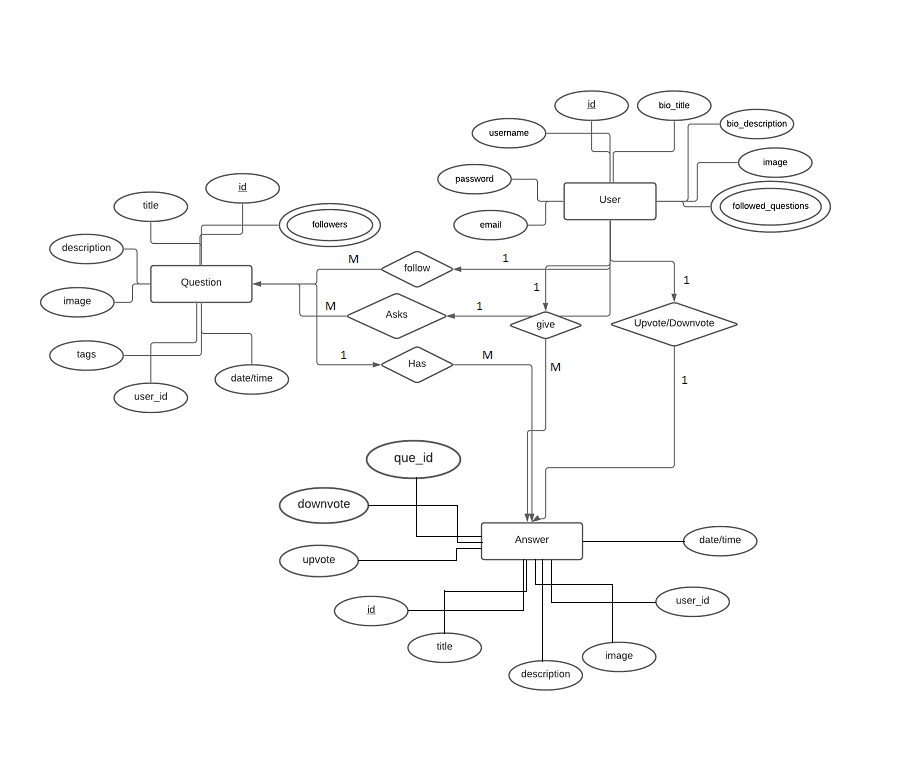 id
bio_title
bio_description
username
image
password
User
followed_questions
email
id
title
followers
description
Question
image
tags
user_id
date/time
M
follow
1
M
Asks
1
1
give
1
Upvote/Downvote
1
Has
M
M
1
que_id
downvote
upvote
Answer
date/time
id
title
description
image
user_id